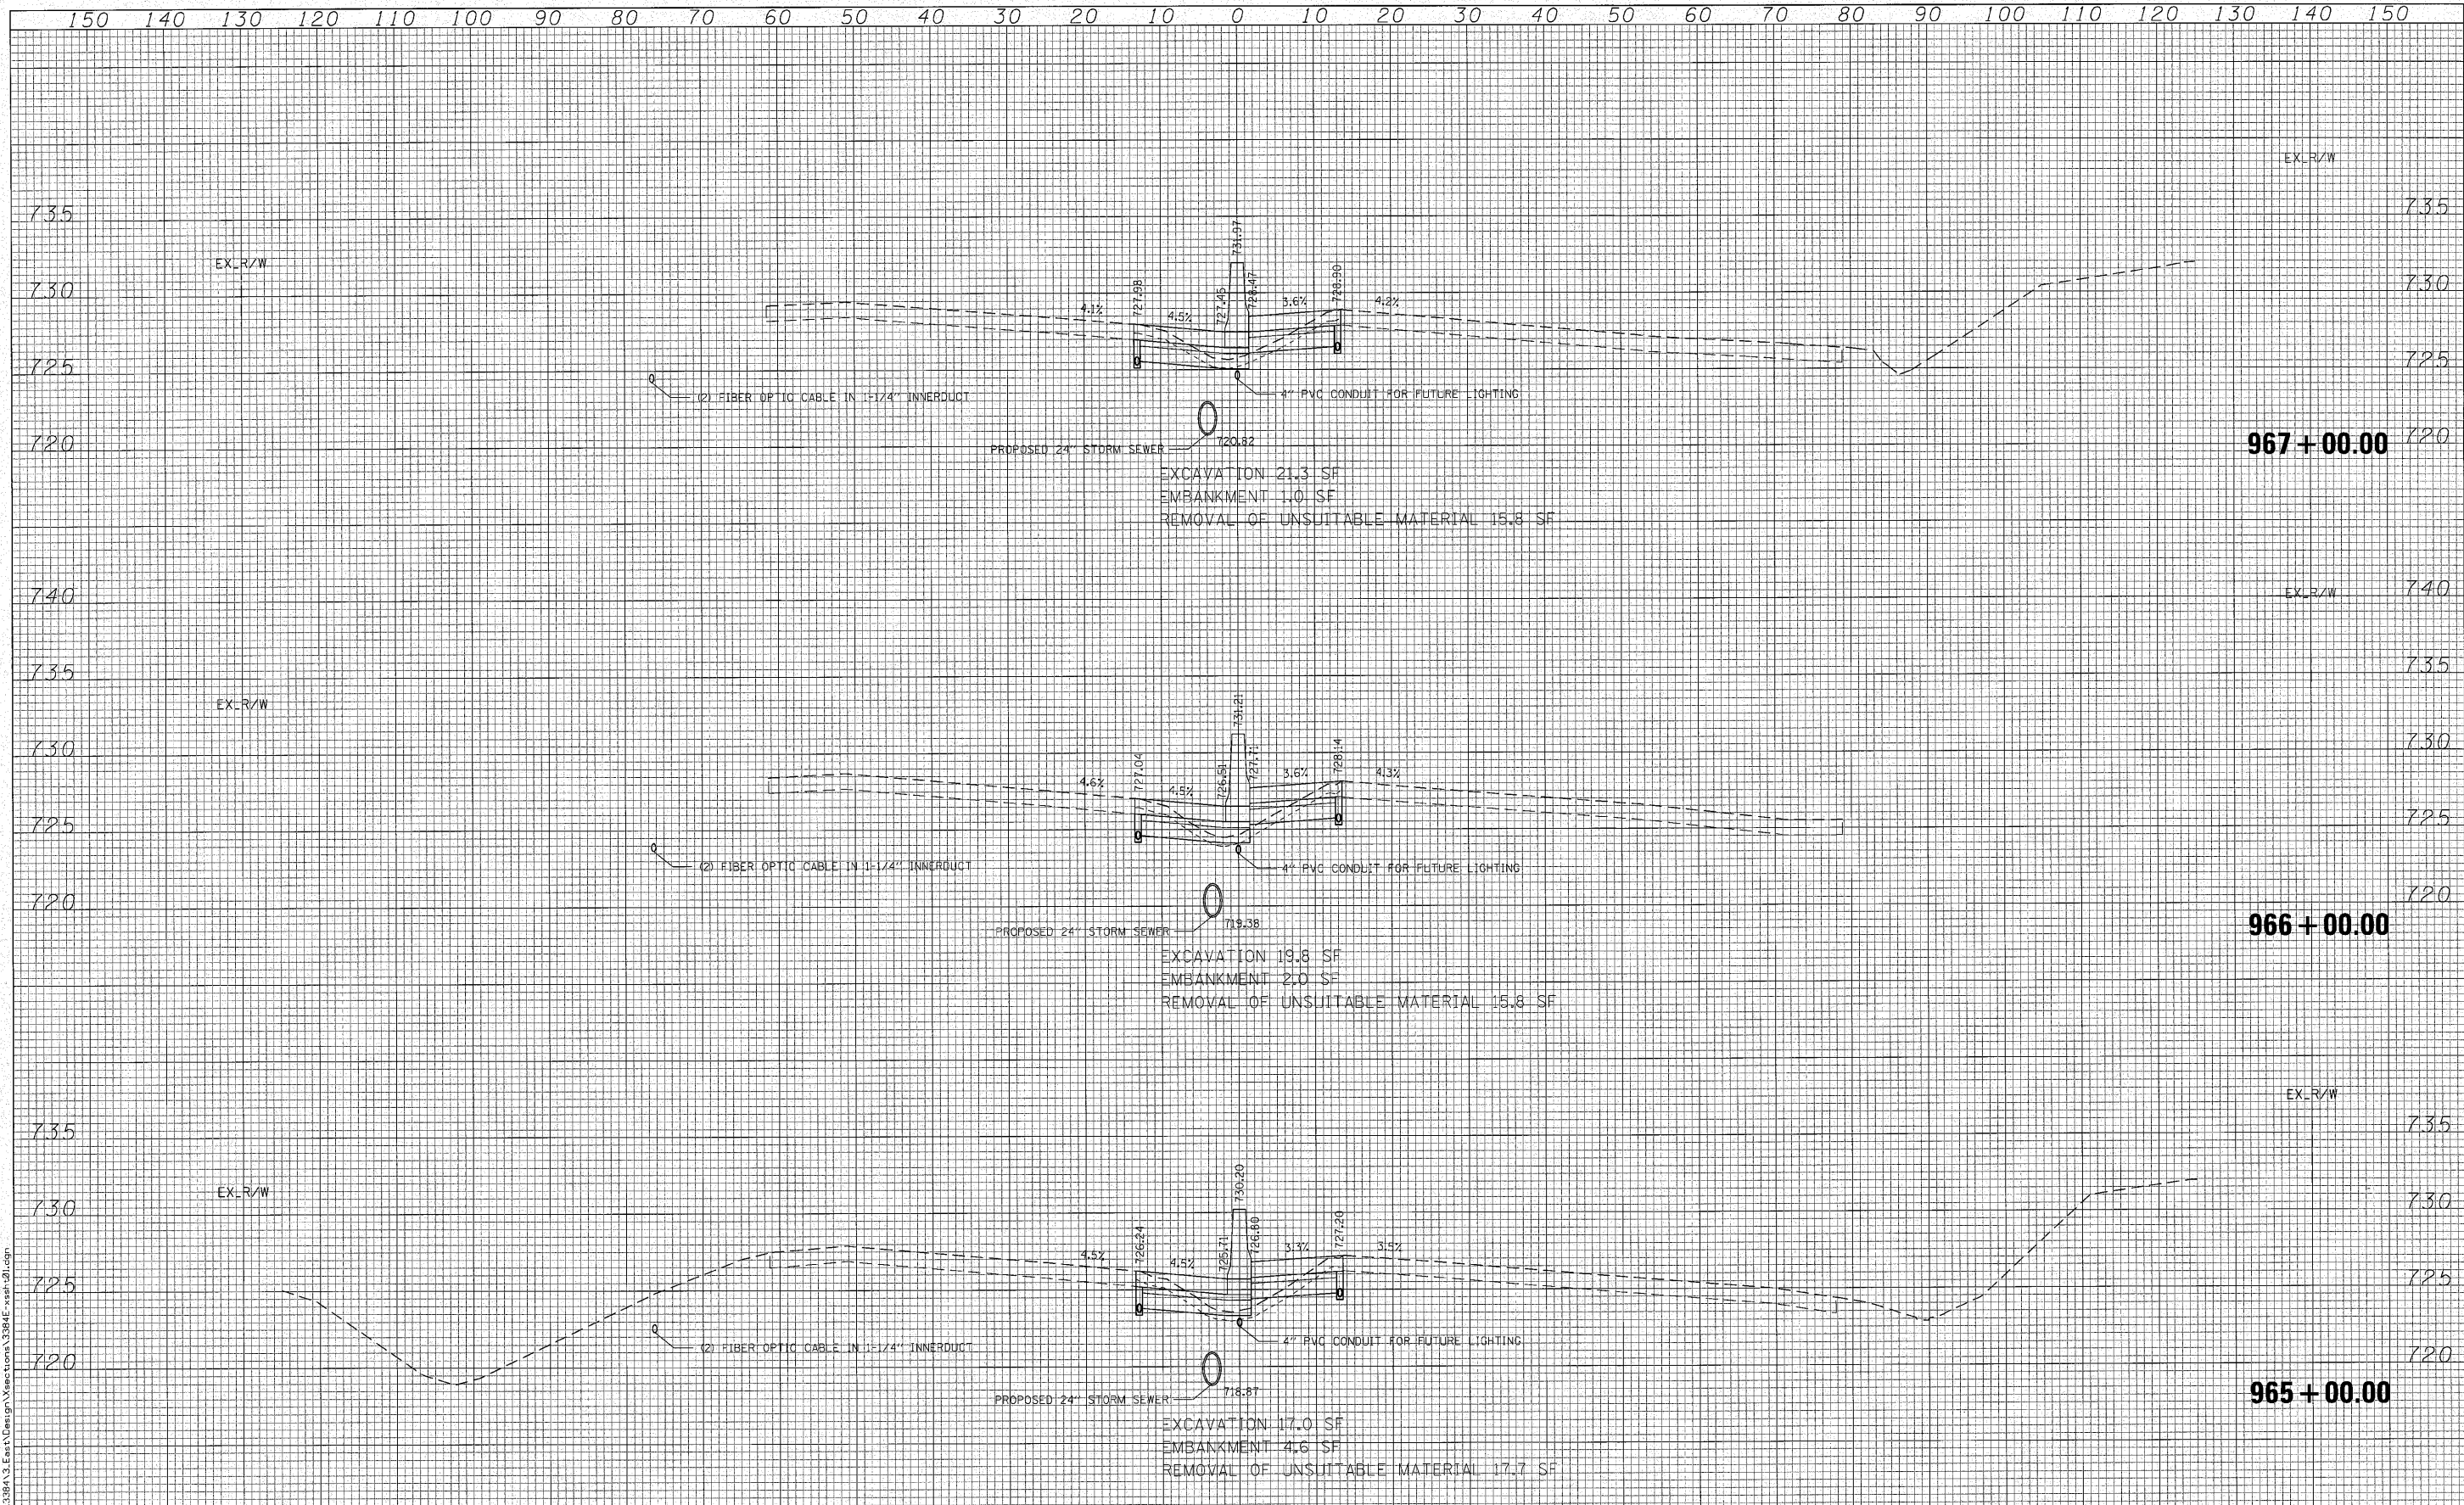 150 140 130 120 110 100 90 80 70 60 50 40 30 20 10 0 10 20 30 40 50 60 70 80 90 100 110 120 130 140 150
EX_R/W
735 735
731.97
EX_R/W
730 730
4.1% 727.98 4.5% 727.45 728.47 3.6% 728.90 4.2%
725 725
(2) FIBER OPTIC CABLE IN 1-1/4" INNERDUCT
4" PVC CONDUIT FOR FUTURE LIGHTING
720 720
PROPOSED 24" STORM SEWER 720.82
967+00.00
EXCAVATION 21.3 SF
EMBANKMENT 1.0 SF
REMOVAL OF UNSUITABLE MATERIAL 15.8 SF
740 EX_R/W 740
735 735
EX_R/W
731.21
730 730
4.6% 727.04 4.5% 726.51 727.71 3.6% 728.14 4.3%
725 725
(2) FIBER OPTIC CABLE IN 1-1/4" INNERDUCT
4" PVC CONDUIT FOR FUTURE LIGHTING
720 720
PROPOSED 24" STORM SEWER 719.38
966+00.00
EXCAVATION 19.8 SF
EMBANKMENT 2.0 SF
REMOVAL OF UNSUITABLE MATERIAL 15.8 SF
EX_R/W
735 735
EX_R/W
730.20
730 730
4.5% 726.24 4.5% 725.71 726.80 3.3% 727.20 3.5%
725 725
(2) FIBER OPTIC CABLE IN 1-1/4" INNERDUCT
4" PVC CONDUIT FOR FUTURE LIGHTING
720 720
PROPOSED 24" STORM SEWER 718.87
965+00.00
EXCAVATION 17.0 SF
EMBANKMENT 4.6 SF
REMOVAL OF UNSUITABLE MATERIAL 17.7 SF